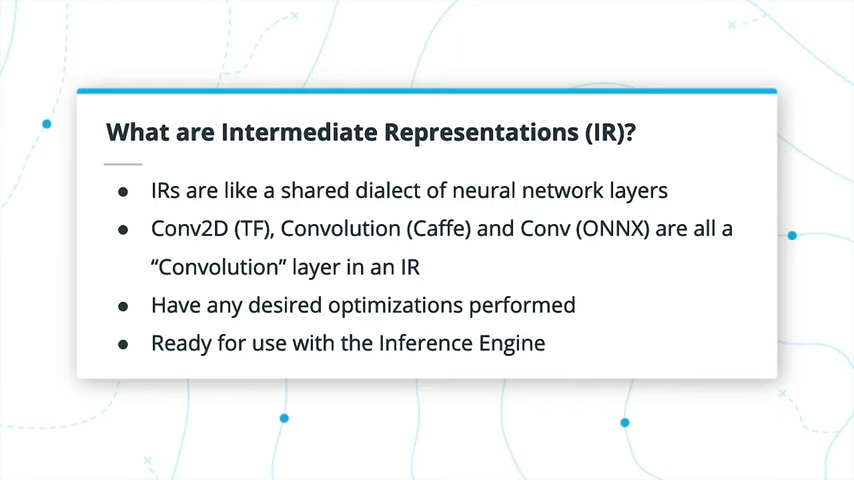 What are Intermediate Representations (IR)?
● IRs are like a shared dialect of neural network layers
● Conv2D (TF), Convolution (Caffe) and Conv (ONNX) are all a
“Convolution” layer in an IR
● Have any desired optimizations performed
● Ready for use with the Inference Engine